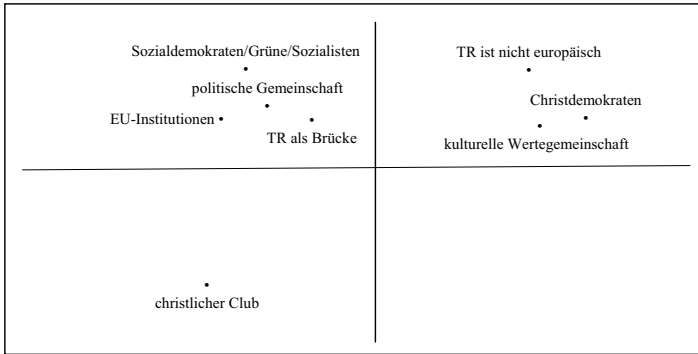 Sozialdemokraten/Grüne/Sozialisten
TR ist nicht europäisch
politische Gemeinschaft
Christdemokraten
EU-Institutionen
TR als Brücke
kulturelle Wertegemeinschaft
christlicher Club